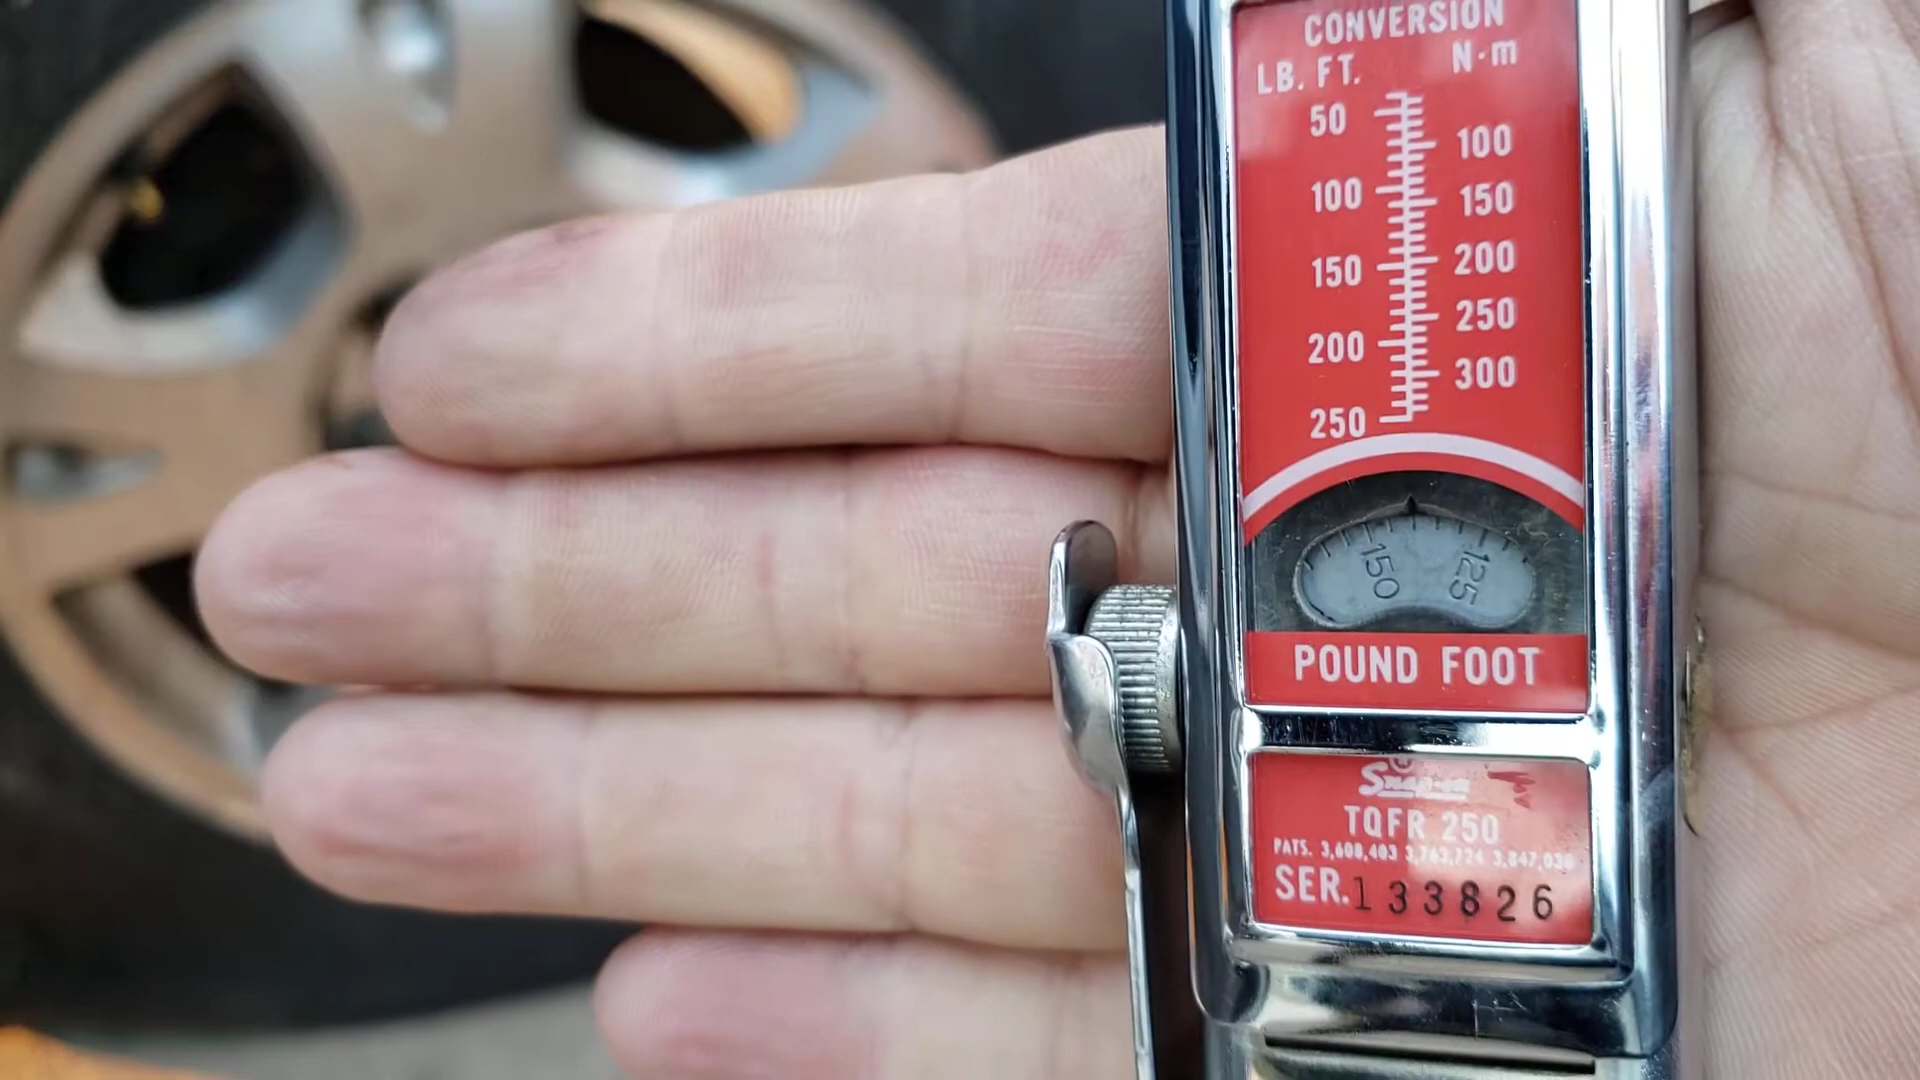 CONVERSION
LB. FT. N·m
50
100
100
150
150
200
250
200
300
250
150 125
POUND FOOT
Snap-on
TQFR 250
PATS. 3,608,403 3,763,724 3,847,038
SER. 133826